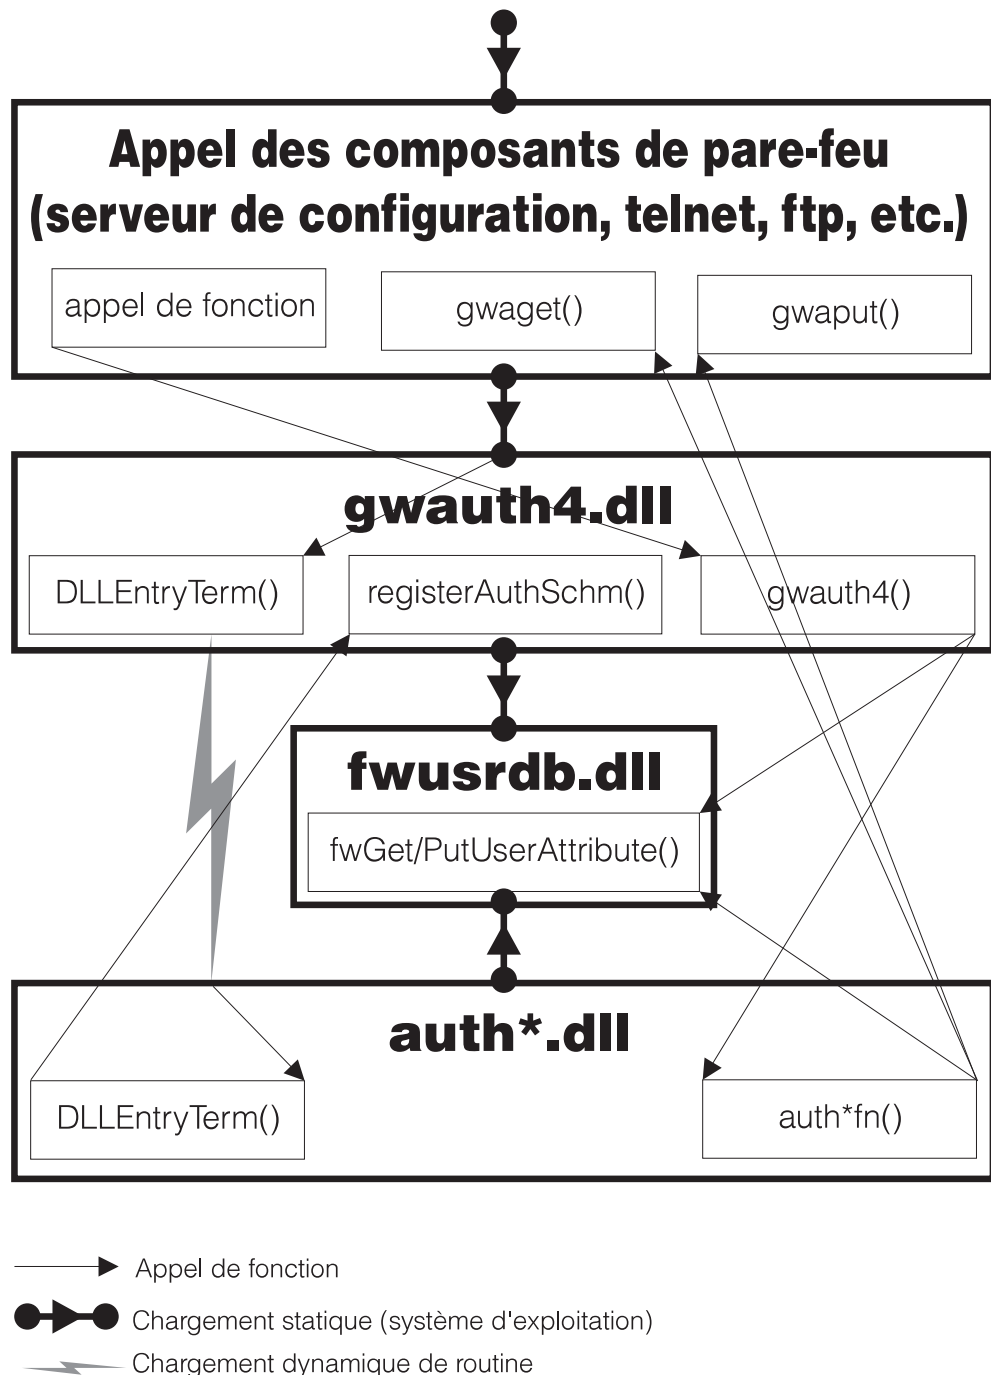 Appel des composants de pare-feu
(serveur de configuration, telnet, ftp, etc.)
appel de fonction
gwaget()
gwaput()
gwauth4.dll
DLLEntryTerm()
registerAuthSchm()
gwauth4()
fwusrdb.dll
fwGet/PutUserAttribute()
auth*.dll
DLLEntryTerm()
auth*fn()
Appel de fonction
Chargement statique (système d'exploitation)
Chargement dynamique de routine